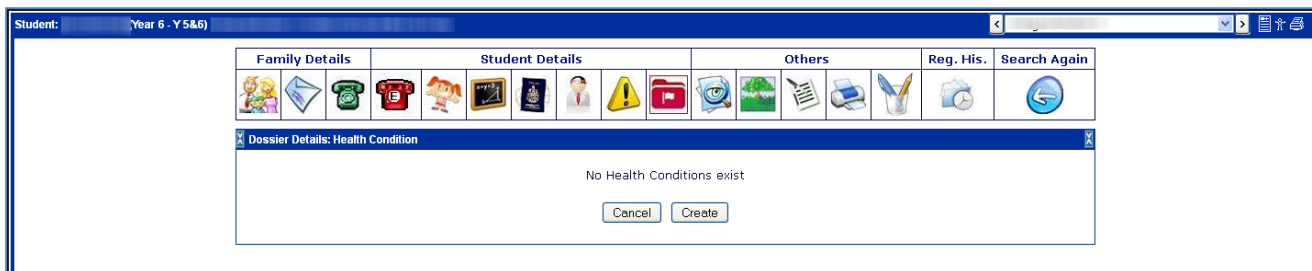 Student: (Year 6 - Y 5&6)
Family Details Student Details Others Reg. His. Search Again
E
Dossier Details: Health Condition
No Health Conditions exist
Cancel Create